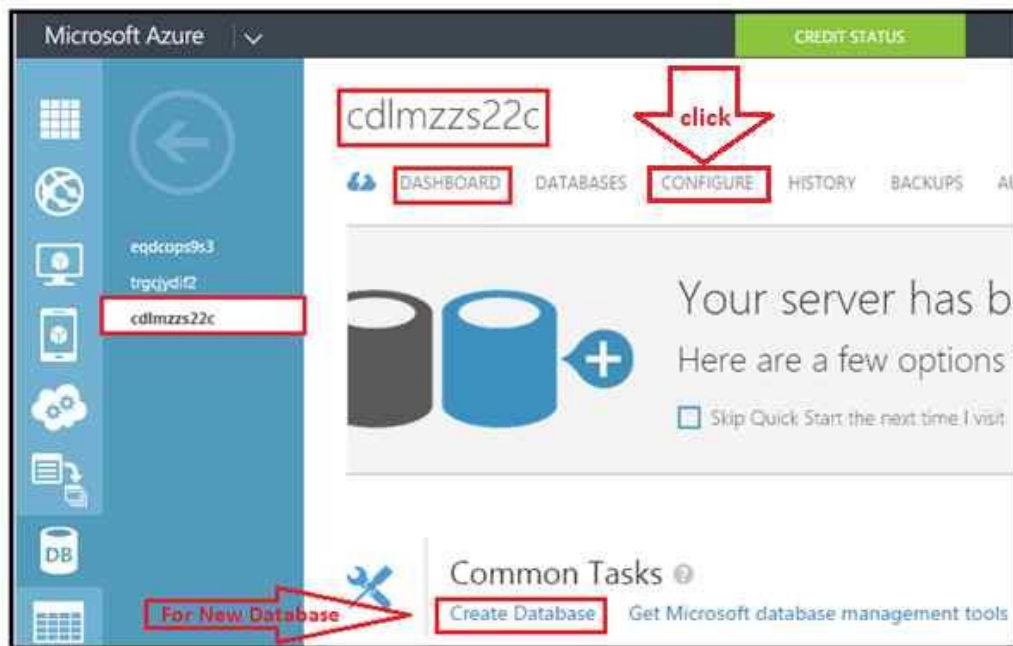 Microsoft Azure
CREDIT STATUS
cdlmzzs22c
click
DASHBOARD DATABASES CONFIGURE HISTORY BACKUPS AU
eqdcops9s3
trgcjydif2
cdlmzzs22c
Your server has b
Here are a few options
Skip Quick Start the next time I visit
DB
Common Tasks
For New Database
Create Database Get Microsoft database management tools